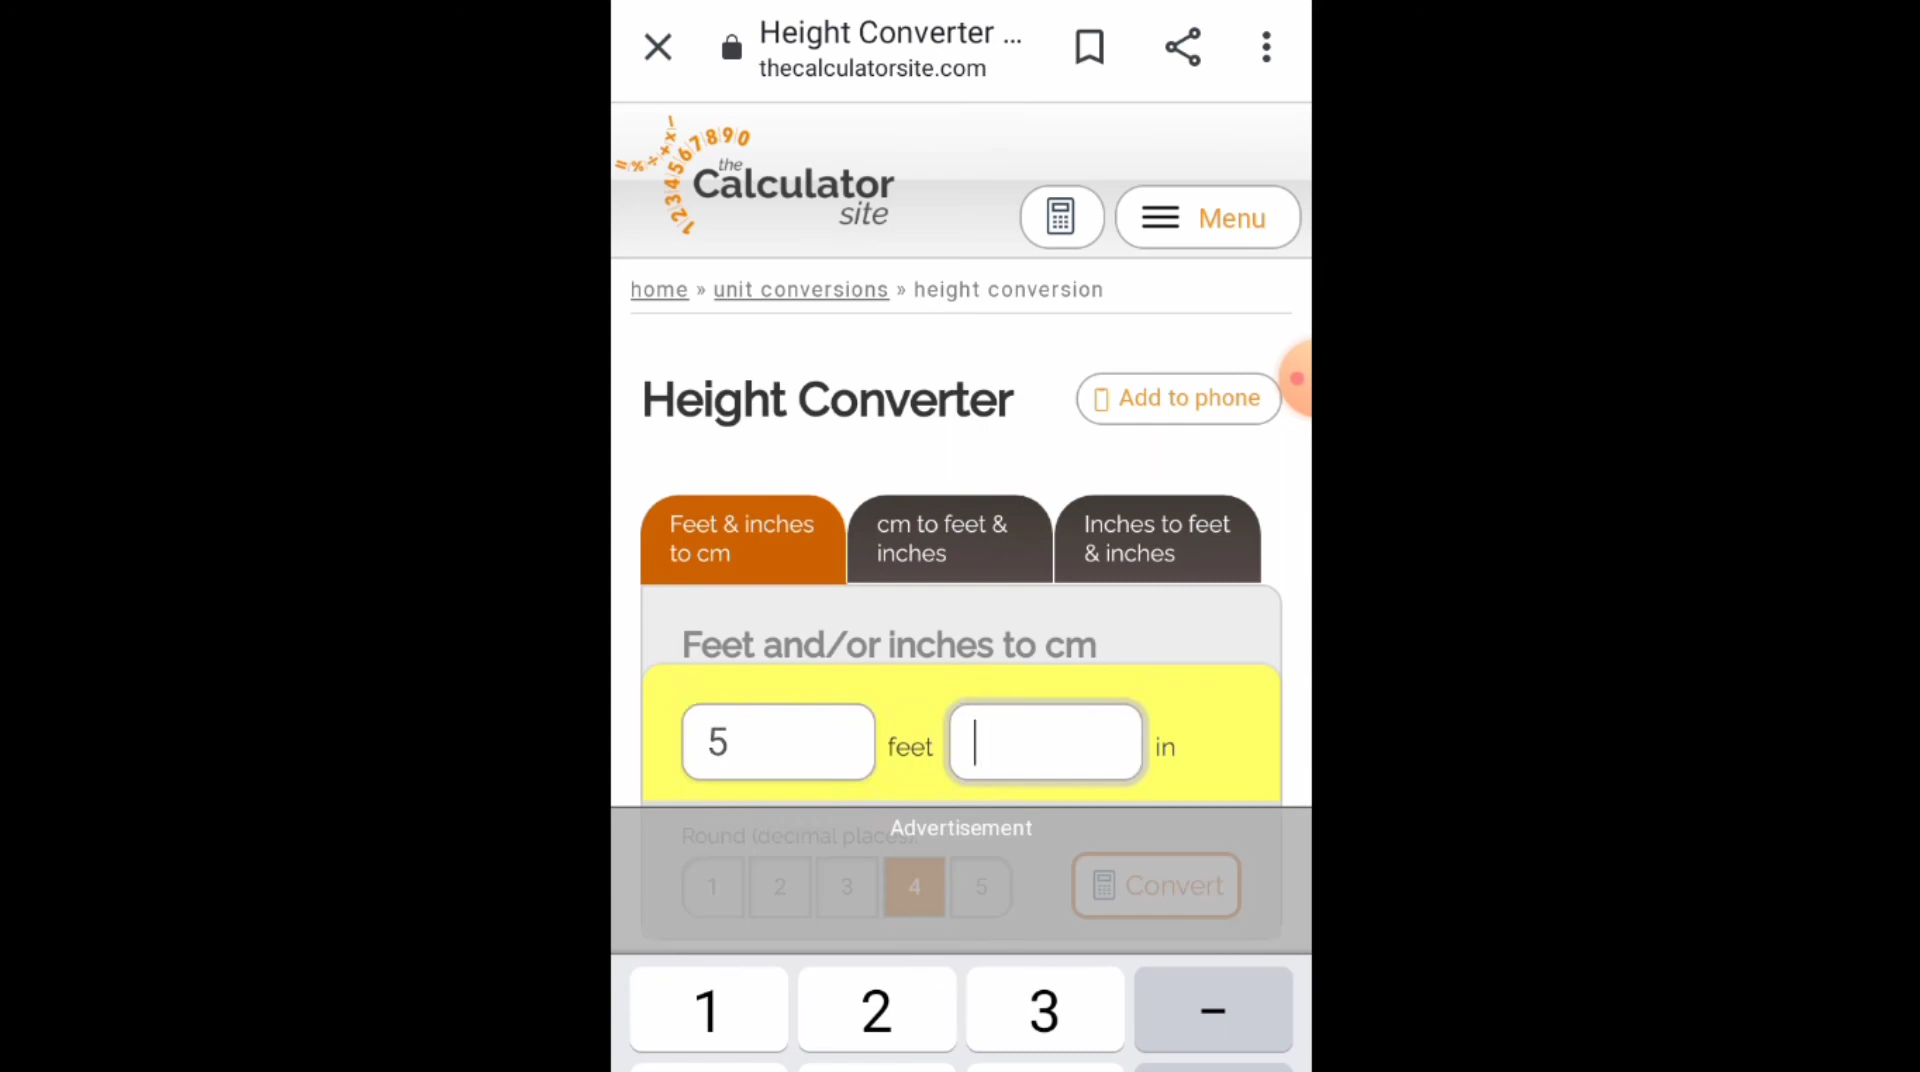 Height Converter ...
thecalculatorsite.com
= % ÷ + x -
1234567890
the
Calculator
site
Menu
home » unit conversions » height conversion
Height Converter
Add to phone
Feet & inches
to cm
cm to feet &
inches
Inches to feet
& inches
Feet and/or inches to cm
5 feet in
Advertisement
Round (decimal places):
1 2 3 4 5
Convert
1 2 3 –